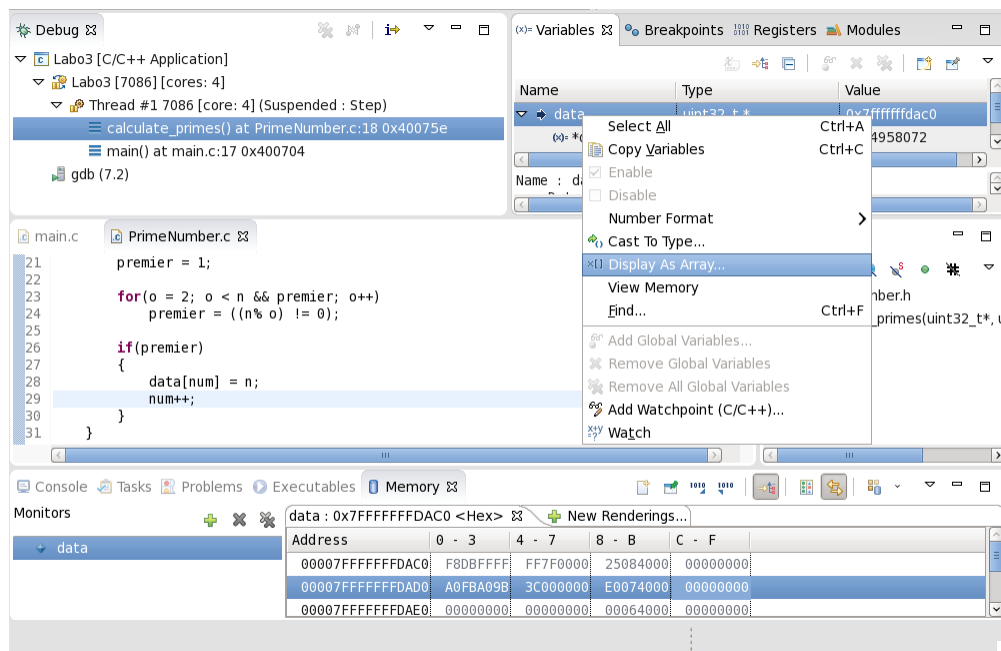 Debug
Labo3 [C/C++ Application]
Labo3 [7086] [cores: 4]
Thread #1 7086 [core: 4] (Suspended : Step)
calculate_primes() at PrimeNumber.c:18 0x40075e
main() at main.c:17 0x400704
gdb (7.2)
(x)= Variables Breakpoints Registers Modules
Name Type Value
data uint32_t * 0x7fffffffdac0
(x)= *d 4958072
Name : da
Select All Ctrl+A
Copy Variables Ctrl+C
Enable
Disable
Number Format
Cast To Type...
Display As Array...
View Memory
Find... Ctrl+F
Add Global Variables...
Remove Global Variables
Remove All Global Variables
Add Watchpoint (C/C++)...
Watch
main.c PrimeNumber.c
21 premier = 1;
22
23 for(o = 2; o < n && premier; o++)
24 premier = ((n% o) != 0);
25
26 if(premier)
27 {
28 data[num] = n;
29 num++;
30 }
31 }
nber.h
_primes(uint32_t*, u
Console Tasks Problems Executables Memory
Monitors
data
data : 0x7FFFFFFFDAC0 <Hex> New Renderings...
Address 0 - 3 4 - 7 8 - B C - F
00007FFFFFFFDAC0 F8DBFFFF FF7F0000 25084000 00000000
00007FFFFFFFDAD0 A0FBA09B 3C000000 E0074000 00000000
00007FFFFFFFDAE0 00000000 00000000 00064000 00000000